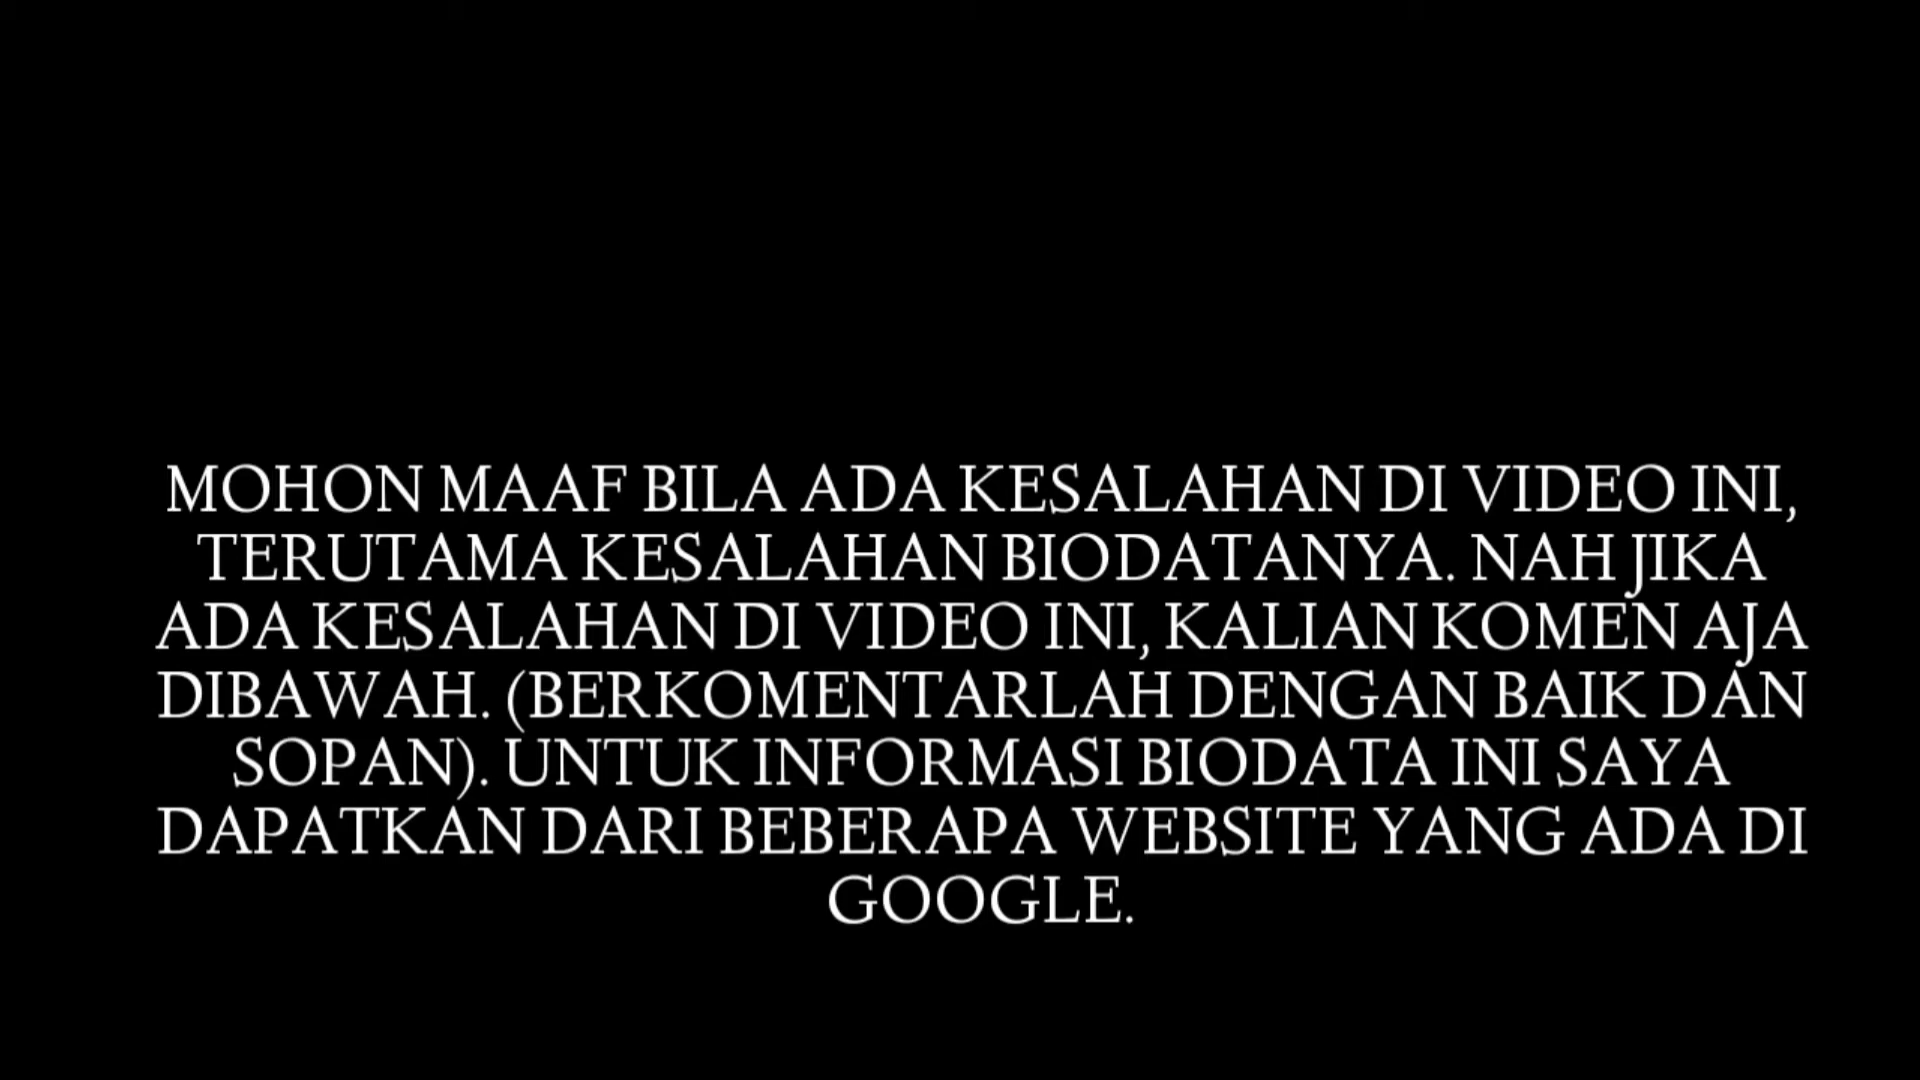 MOHON MAAF BILA ADA KESALAHAN DI VIDEO INI,
TERUTAMA KESALAHAN BIODATANYA. NAH JIKA
ADA KESALAHAN DI VIDEO INI, KALIAN KOMEN AJA
DIBAWAH. (BERKOMENTARLAH DENGAN BAIK DAN
SOPAN). UNTUK INFORMASI BIODATA INI SAYA
DAPATKAN DARI BEBERAPA WEBSITE YANG ADA DI
GOOGLE.